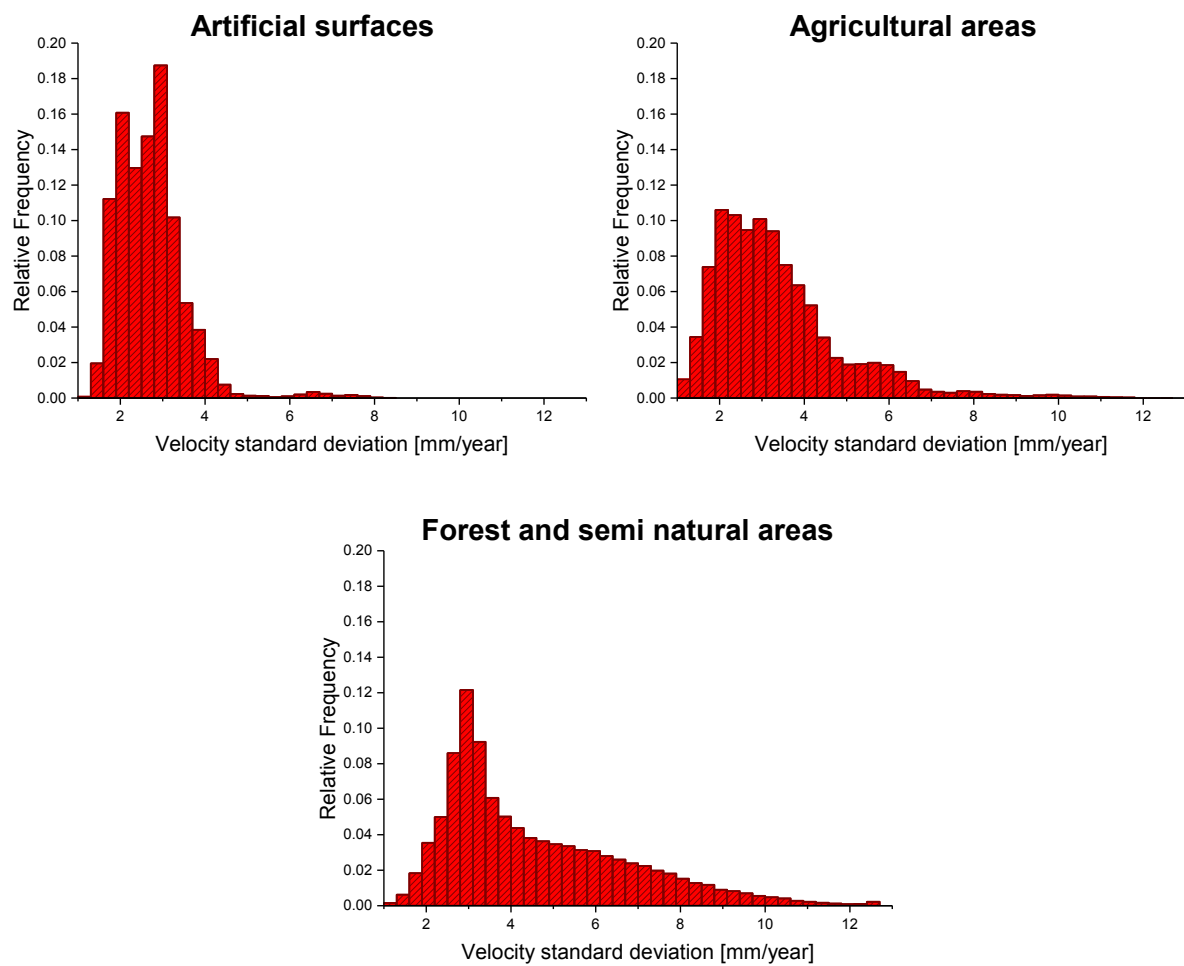 Artificial surfaces
Relative Frequency
0.20
0.18
0.16
0.14
0.12
0.10
0.08
0.06
0.04
0.02
0.00
2 4 6 8 10 12
Velocity standard deviation [mm/year]
Agricultural areas
Relative Frequency
0.20
0.18
0.16
0.14
0.12
0.10
0.08
0.06
0.04
0.02
0.00
2 4 6 8 10 12
Velocity standard deviation [mm/year]
Forest and semi natural areas
Relative Frequency
0.20
0.18
0.16
0.14
0.12
0.10
0.08
0.06
0.04
0.02
0.00
2 4 6 8 10 12
Velocity standard deviation [mm/year]